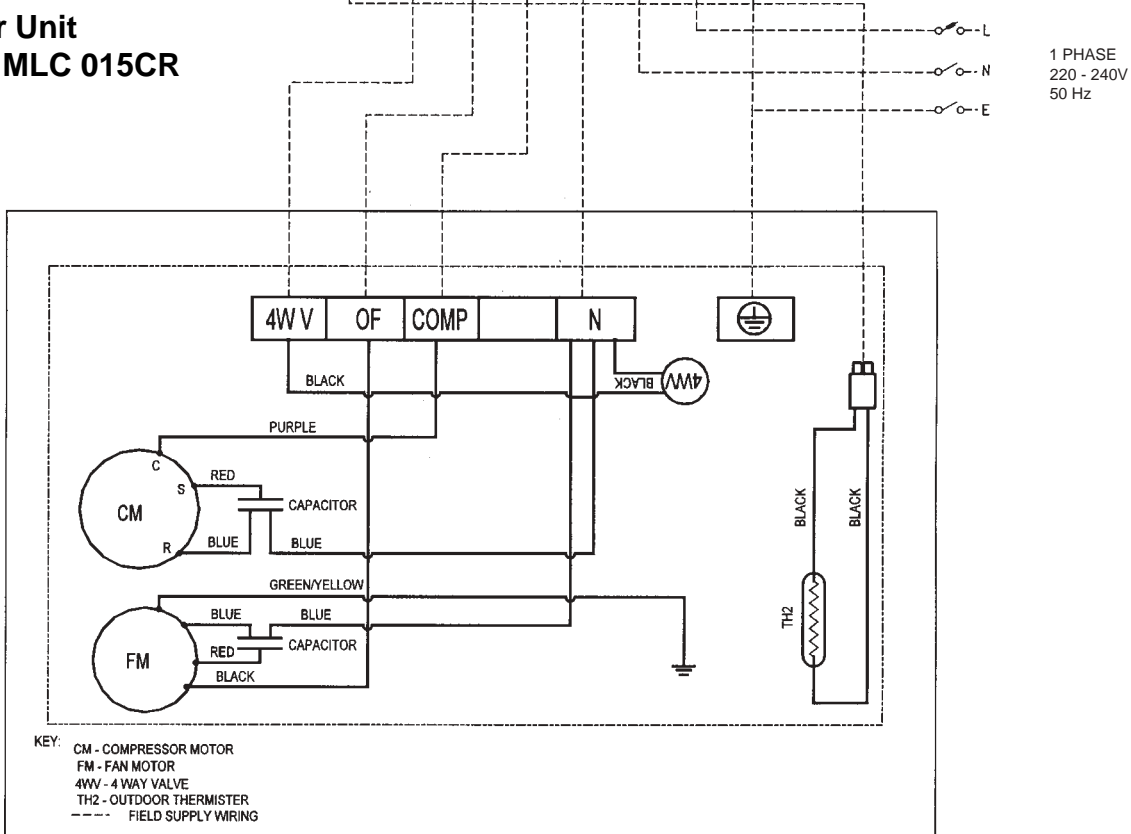 r Unit
MLC 015CR
L
N
E
1 PHASE
220 - 240V
50 Hz
4W V OF COMP N
BLACK
BLACK
4WV
PURPLE
C
S
RED
CM
CAPACITOR
R
BLUE
BLUE
BLACK
BLACK
GREEN/YELLOW
BLUE
BLUE
TH2
FM
RED
CAPACITOR
BLACK
KEY:
CM - COMPRESSOR MOTOR
FM - FAN MOTOR
4WV - 4 WAY VALVE
TH2 - OUTDOOR THERMISTER
FIELD SUPPLY WIRING